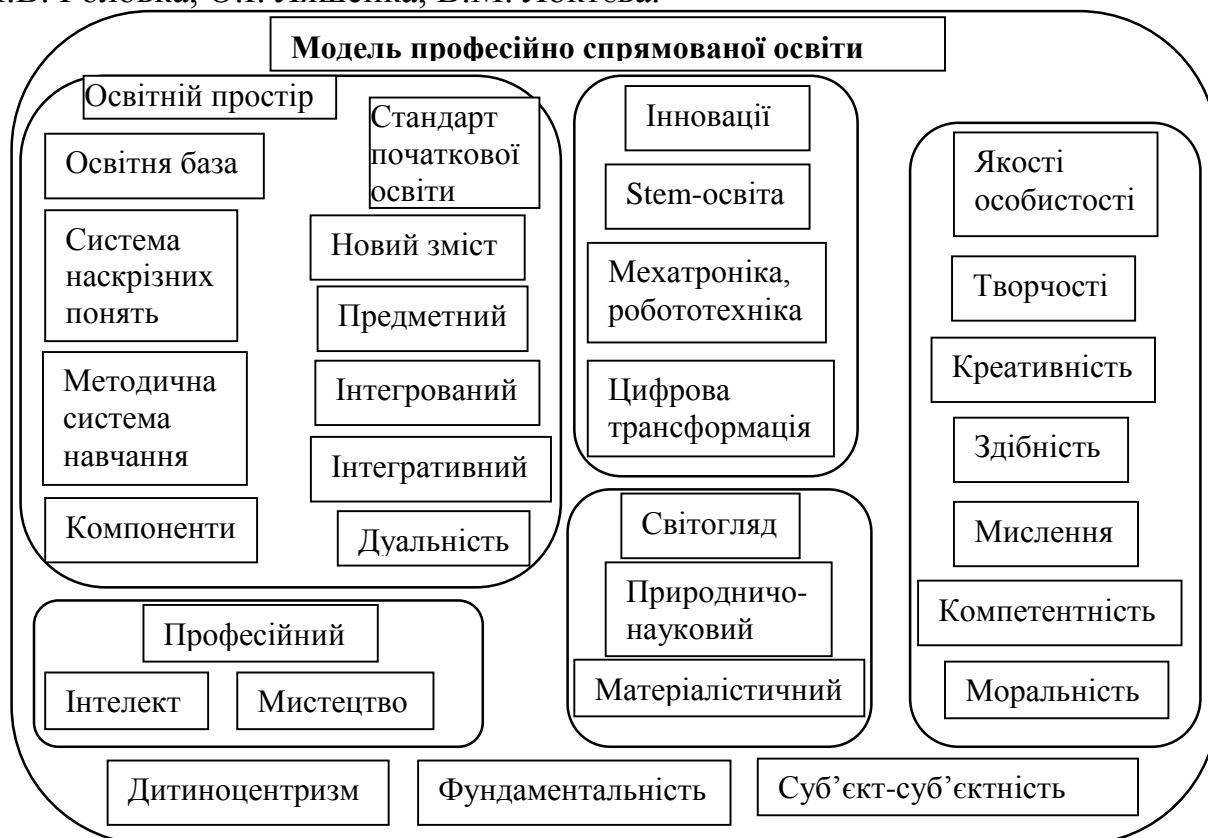 Модель професійно спрямованої освіти
Освітній простір
Освітня база
Система
наскрізних
понять
Методична
система
навчання
Компоненти
Стандарт
початкової
освіти
Новий зміст
Предметний
Інтегрований
Інтегративний
Дуальність
Інновації
Stem-освіта
Мехатроніка,
робототехніка
Цифрова
трансформація
Світогляд
Природничо-
науковий
Матеріалістичний
Якості
особистості
Творчості
Креативність
Здібність
Мислення
Компетентність
Моральність
Професійний
Інтелект
Мистецтво
Дитиноцентризм
Фундаментальність
Суб’єкт-суб’єктність